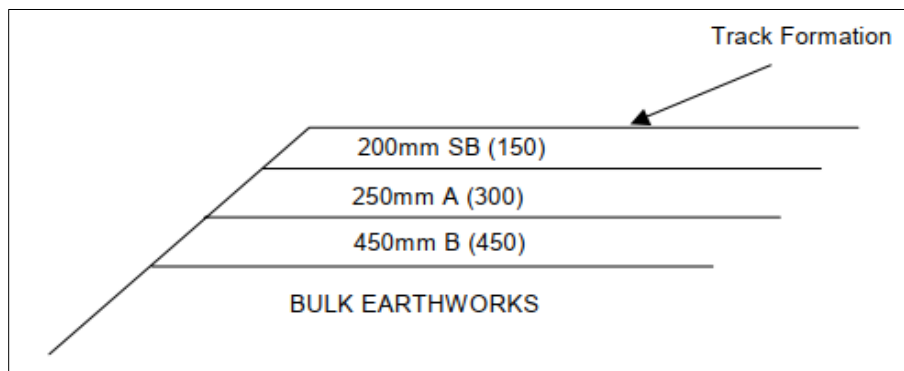 Track Formation
200mm SB (150)
250mm A (300)
450mm B (450)
BULK EARTHWORKS